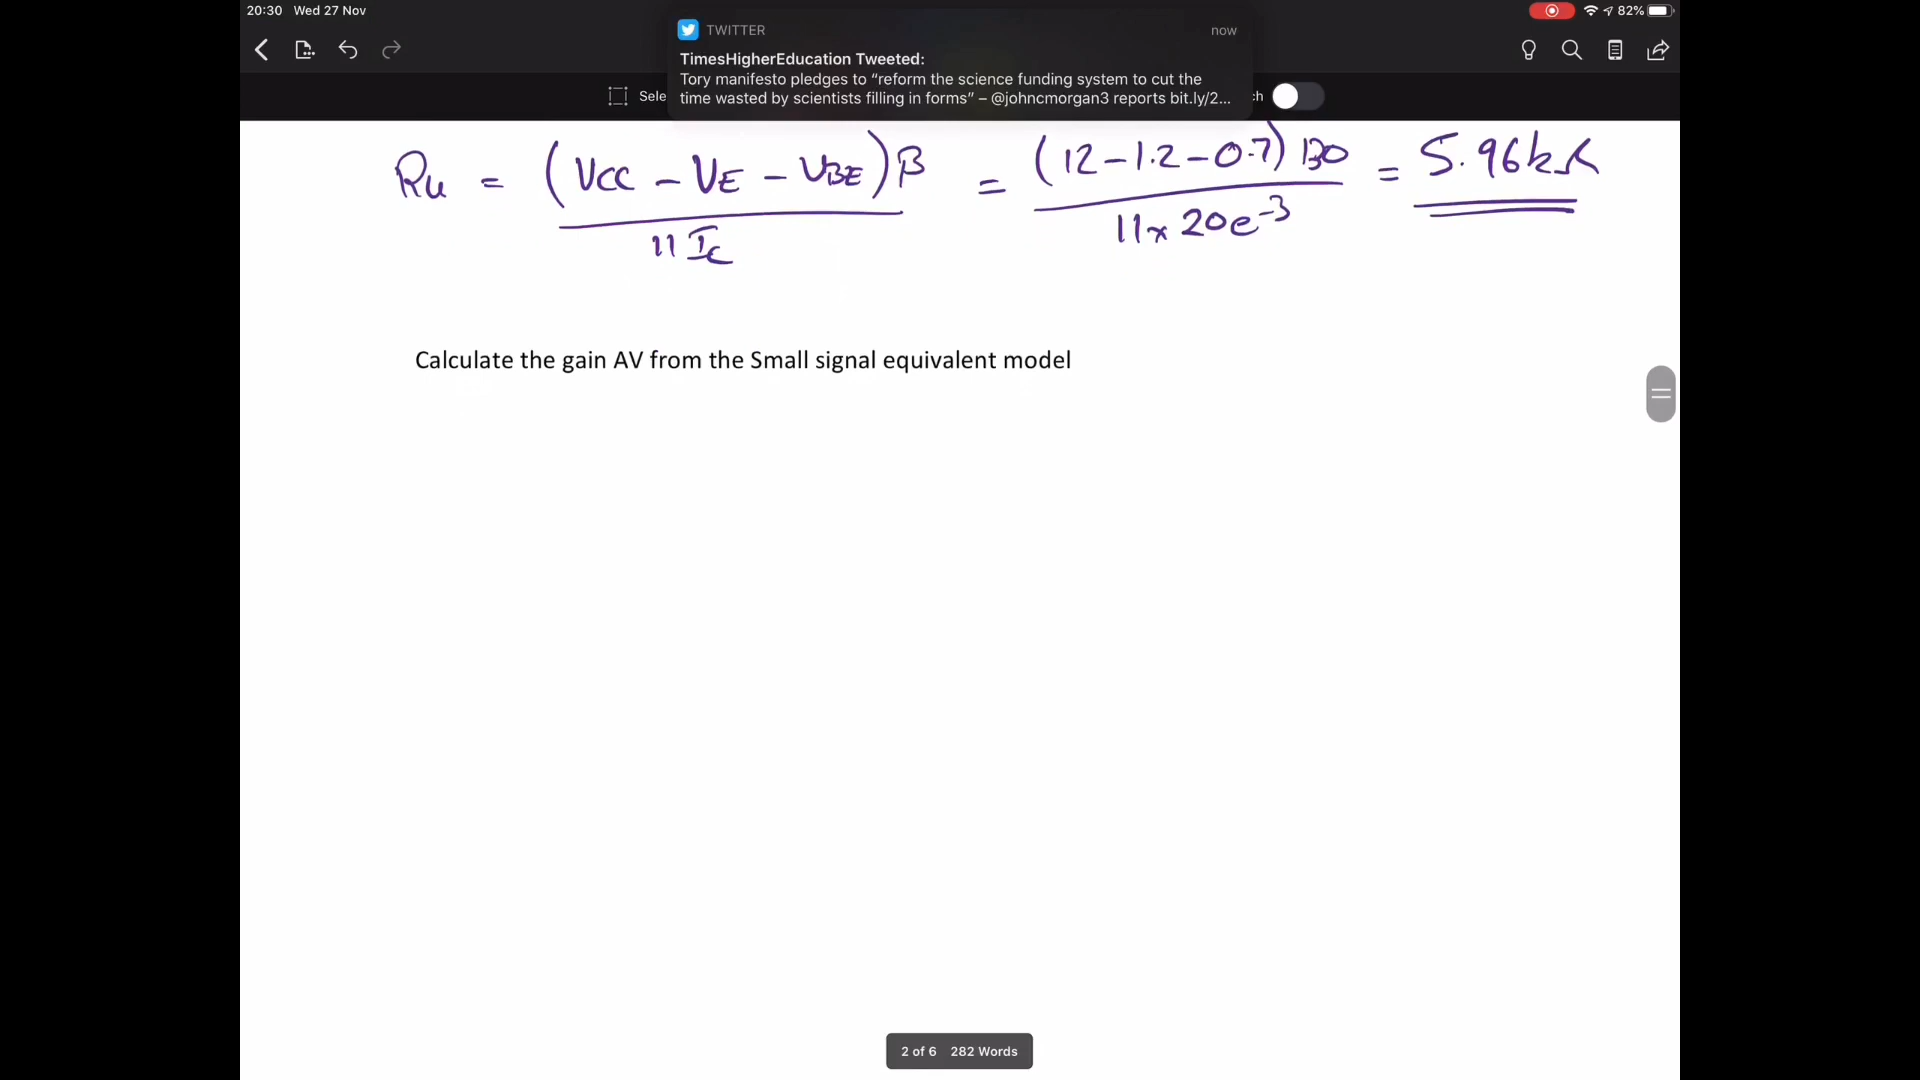 20:30 Wed 27 Nov
82%
TWITTER now
TimesHigherEducation Tweeted:
Tory manifesto pledges to “reform the science funding system to cut the
time wasted by scientists filling in forms” – @johncmorgan3 reports bit.ly/2...
Sele
ch
Ru = (VCC - VE - VBE)β / 11 IC = (12-1.2-0.7) 130 / 11x 20e^-3 = 5.96kΩ
Calculate the gain AV from the Small signal equivalent model
2 of 6 282 Words